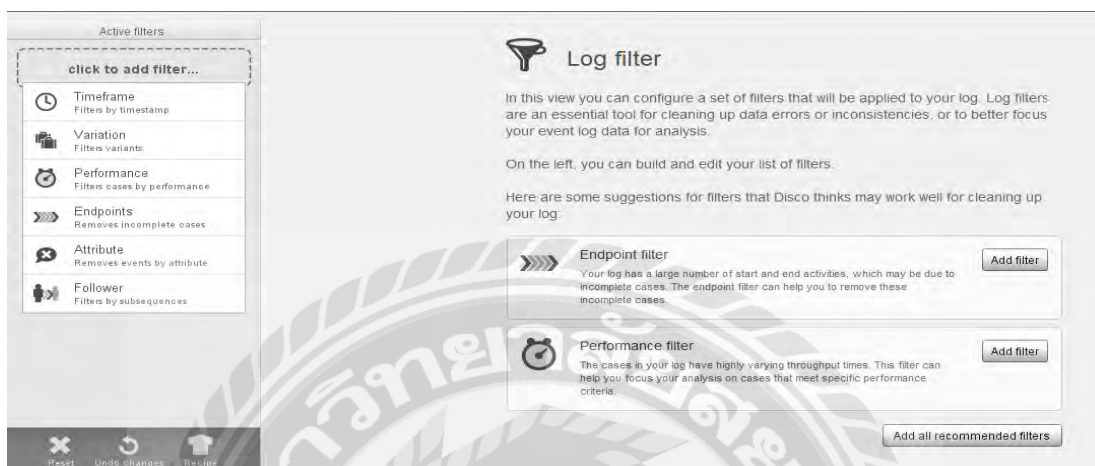 Active filters
click to add filter...
Timeframe
Filters by timestamp
Variation
Filters variants
Performance
Filters cases by performance
Endpoints
Removes incomplete cases
Attribute
Removes events by attribute
Follower
Filters by subsequences
Reset Undo changes Recipe
Log filter
In this view you can configure a set of filters that will be applied to your log. Log filters
are an essential tool for cleaning up data errors or inconsistencies, or to better focus
your event log data for analysis.
On the left, you can build and edit your list of filters.
Here are some suggestions for filters that Disco thinks may work well for cleaning up
your log:
Endpoint filter
Add filter
Your log has a large number of start and end activities, which may be due to
incomplete cases. The endpoint filter can help you to remove these
incomplete cases.
Performance filter
Add filter
The cases in your log have highly varying throughput times. This filter can
help you focus your analysis on cases that meet specific performance
criteria.
Add all recommended filters